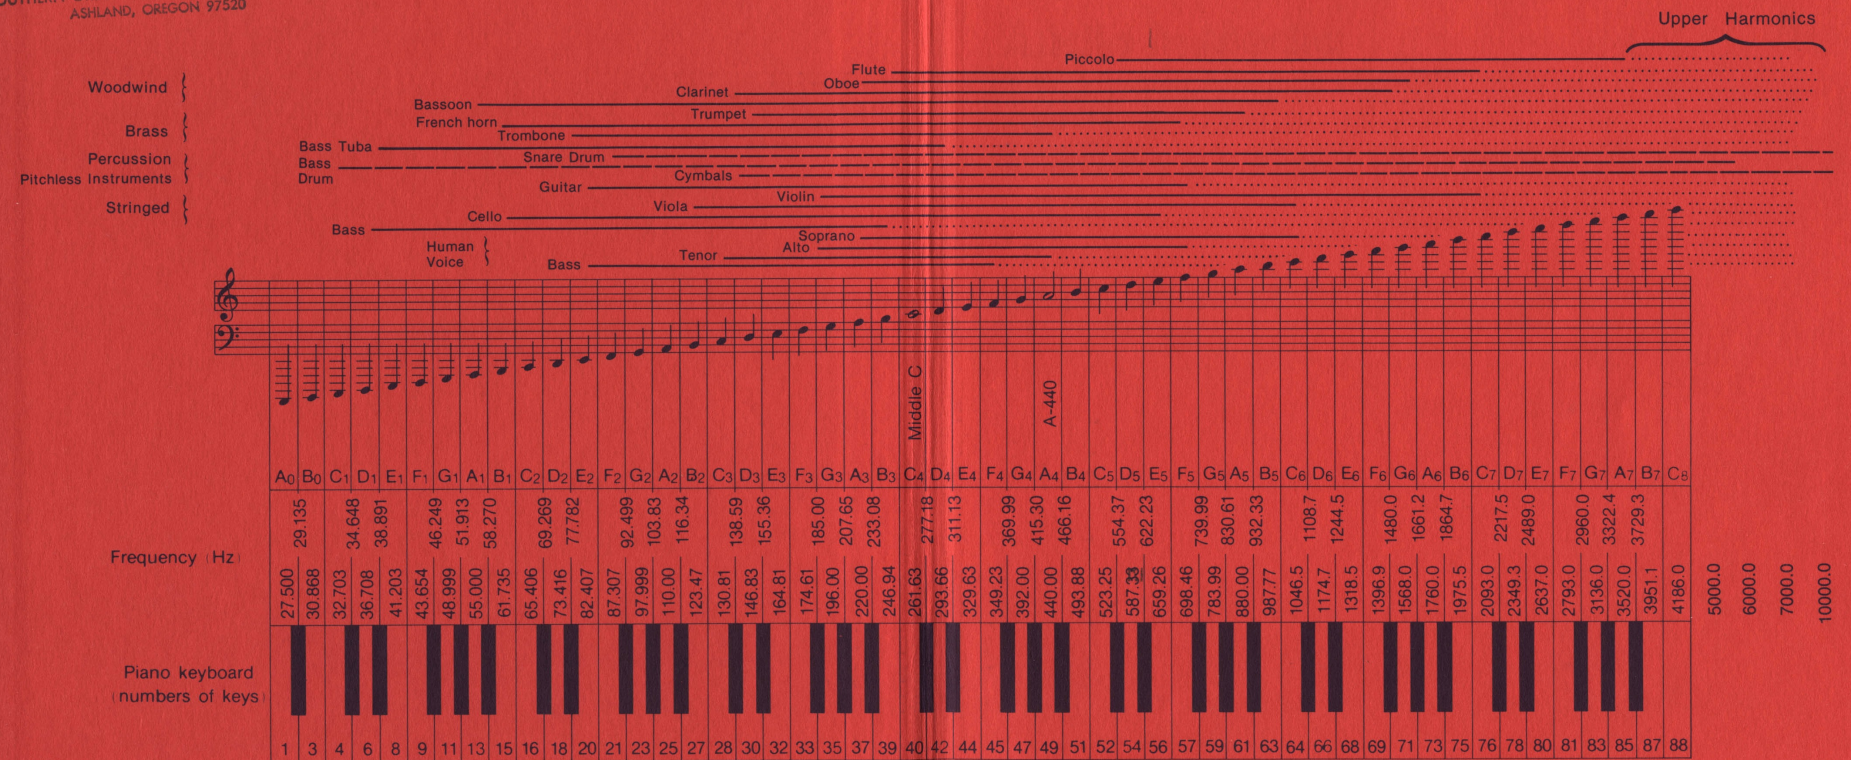 ASHLAND, OREGON 97520
Upper Harmonics
Piccolo
Flute
Oboe
Woodwind
Clarinet
Bassoon
Trumpet
French horn
Brass
Trombone
Bass Tuba
Snare Drum
Percussion
Bass
Drum
Pitchless Instruments
Cymbals
Guitar
Violin
Stringed
Viola
Cello
Bass
Soprano
Human
Voice
Alto
Tenor
Bass
Middle C
A-440
A0 B0 C1 D1 E1 F1 G1 A1 B1 C2 D2 E2 F2 G2 A2 B2 C3 D3 E3 F3 G3 A3 B3 C4 D4 E4 F4 G4 A4 B4 C5 D5 E5 F5 G5 A5 B5 C6 D6 E6 F6 G6 A6 B6 C7 D7 E7 F7 G7 A7 B7 C8
29.135 34.648 38.891 46.249 51.913 58.270 69.269 77.782 92.499 103.83 116.34 138.59 155.36 185.00 207.65 233.08 277.18 311.13 369.99 415.30 466.16 554.37 622.23 739.99 830.61 932.33 1108.7 1244.5 1480.0 1661.2 1864.7 2217.5 2489.0 2960.0 3322.4 3729.3
Frequency (Hz)
27.500 30.868 32.703 36.708 41.203 43.654 48.999 55.000 61.735 65.406 73.416 82.407 87.307 97.999 110.00 123.47 130.81 146.83 164.81 174.61 196.00 220.00 246.94 261.63 293.66 329.63 349.23 392.00 440.00 493.88 523.25 587.33 659.26 698.46 783.99 880.00 987.77 1046.5 1174.7 1318.5 1396.9 1568.0 1760.0 1975.5 2093.0 2349.3 2637.0 2793.0 3136.0 3520.0 3951.1 4186.0 5000.0 6000.0 7000.0 10000.0
Piano keyboard
(numbers of keys)
1 3 4 6 8 9 11 13 15 16 18 20 21 23 25 27 28 30 32 33 35 37 39 40 42 44 45 47 49 51 52 54 56 57 59 61 63 64 66 68 69 71 73 75 76 78 80 81 83 85 87 88